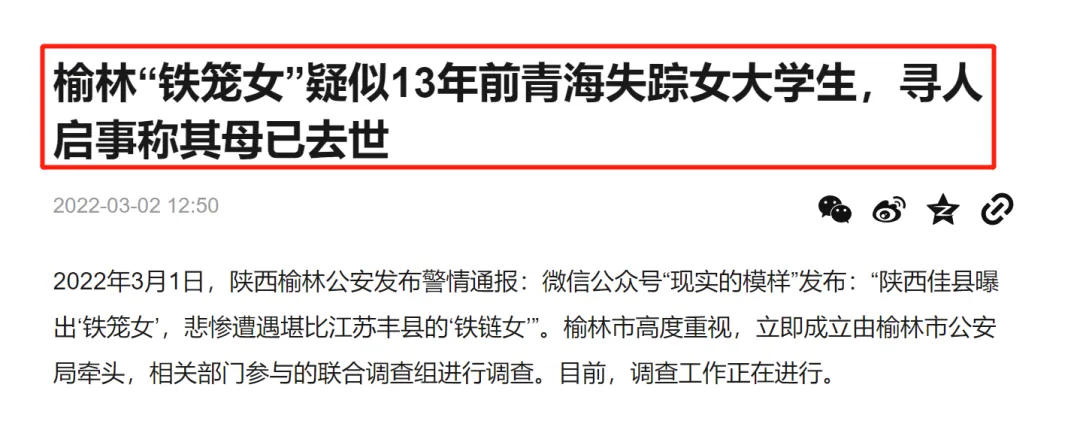 榆林“铁笼女”疑似13年前青海失踪女大学生，寻人
启事称其母已去世
2022-03-02 12:50
2022年3月1日，陕西榆林公安发布警情通报：微信公众号“现实的模样”发布：“陕西佳县曝
出‘铁笼女’，悲惨遭遇堪比江苏丰县的‘铁链女’”。榆林市高度重视，立即成立由榆林市公安
局牵头，相关部门参与的联合调查组进行调查。目前，调查工作正在进行。